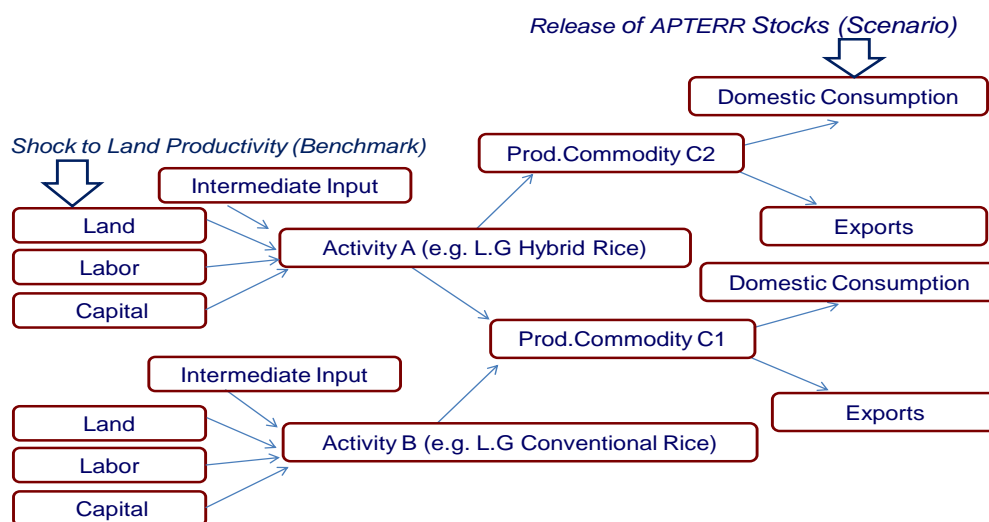 Release of APTERR Stocks (Scenario)
Domestic Consumption
Shock to Land Productivity (Benchmark)
Prod.Commodity C2
Intermediate Input
Land
Exports
Activity A (e.g. L.G Hybrid Rice)
Labor
Domestic Consumption
Capital
Prod.Commodity C1
Intermediate Input
Exports
Land
Activity B (e.g. L.G Conventional Rice)
Labor
Capital